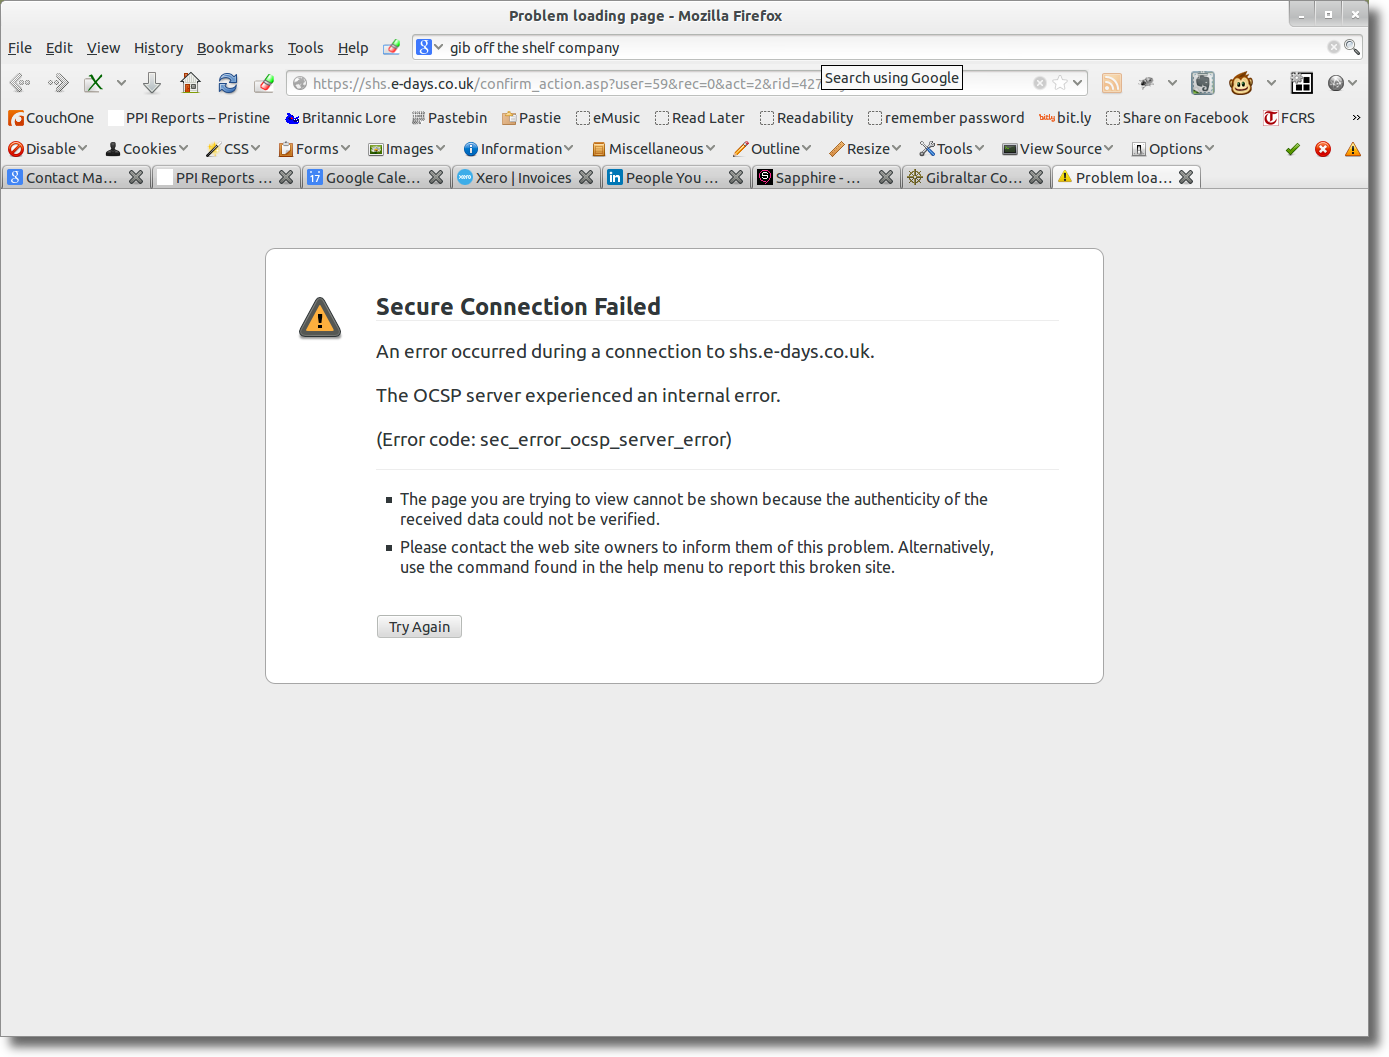 Problem loading page - Mozilla Firefox
File Edit View History Bookmarks Tools Help 8 gib off the shelf company
https://shs.e-days.co.uk/confirm_action.asp?user=59&rec=0&act=2&rid=427
Search using Google
CouchOne PPI Reports – Pristine Britannic Lore Pastebin Pastie eMusic Read Later Readability remember password bitly bit.ly Share on Facebook FCRS »
Disable Cookies CSS Forms Images Information Miscellaneous Outline Resize Tools View Source Options
8 Contact Ma... PPI Reports ... 17 Google Cale... xero Xero | Invoices in People You ... S Sapphire - ... Gibraltar Co... Problem loa...
Secure Connection Failed
An error occurred during a connection to shs.e-days.co.uk.
The OCSP server experienced an internal error.
(Error code: sec_error_ocsp_server_error)
The page you are trying to view cannot be shown because the authenticity of the
received data could not be verified.
Please contact the web site owners to inform them of this problem. Alternatively,
use the command found in the help menu to report this broken site.
Try Again